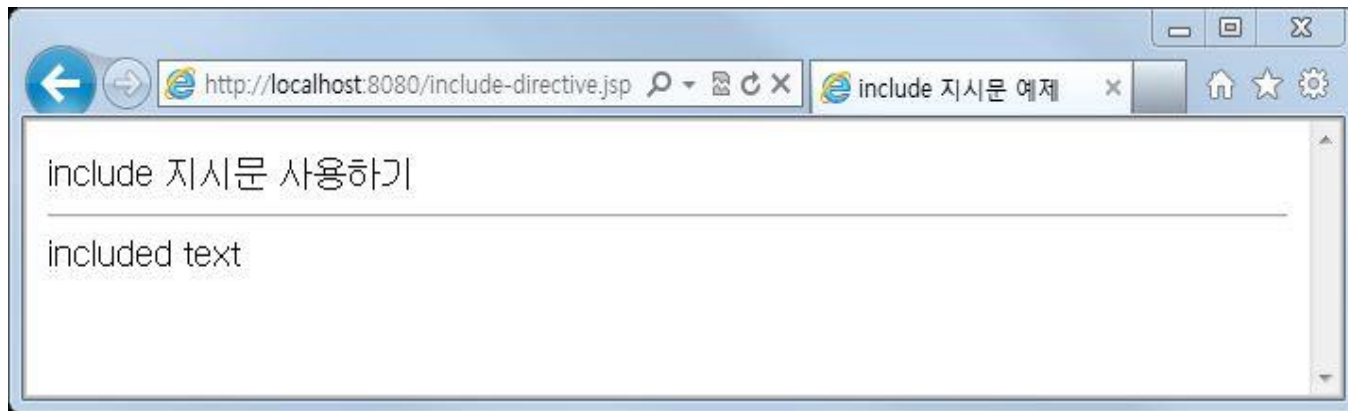 http://localhost:8080/include-directive.jsp
include 지시문 예제
include 지시문 사용하기
included text